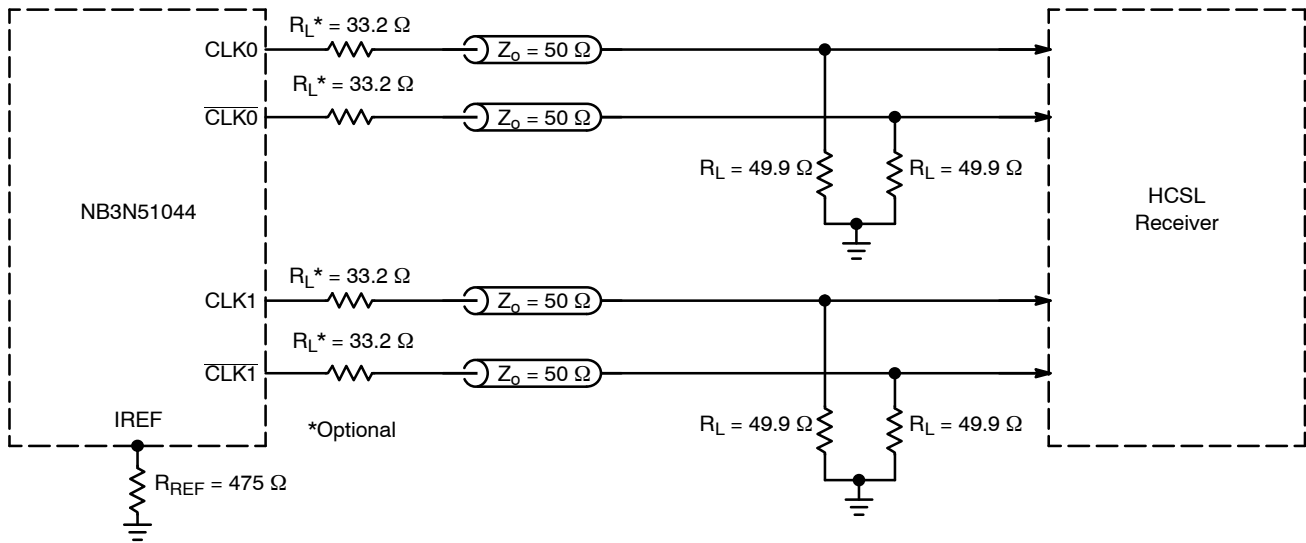 R_L* = 33.2 Ω
CLK0
Z_o = 50 Ω
R_L* = 33.2 Ω
C̅L̅K̅0̅
Z_o = 50 Ω
R_L = 49.9 Ω
R_L = 49.9 Ω
NB3N51044
HCSL
Receiver
R_L* = 33.2 Ω
CLK1
Z_o = 50 Ω
R_L* = 33.2 Ω
C̅L̅K̅1̅
Z_o = 50 Ω
IREF
*Optional
R_L = 49.9 Ω
R_L = 49.9 Ω
R_REF = 475 Ω